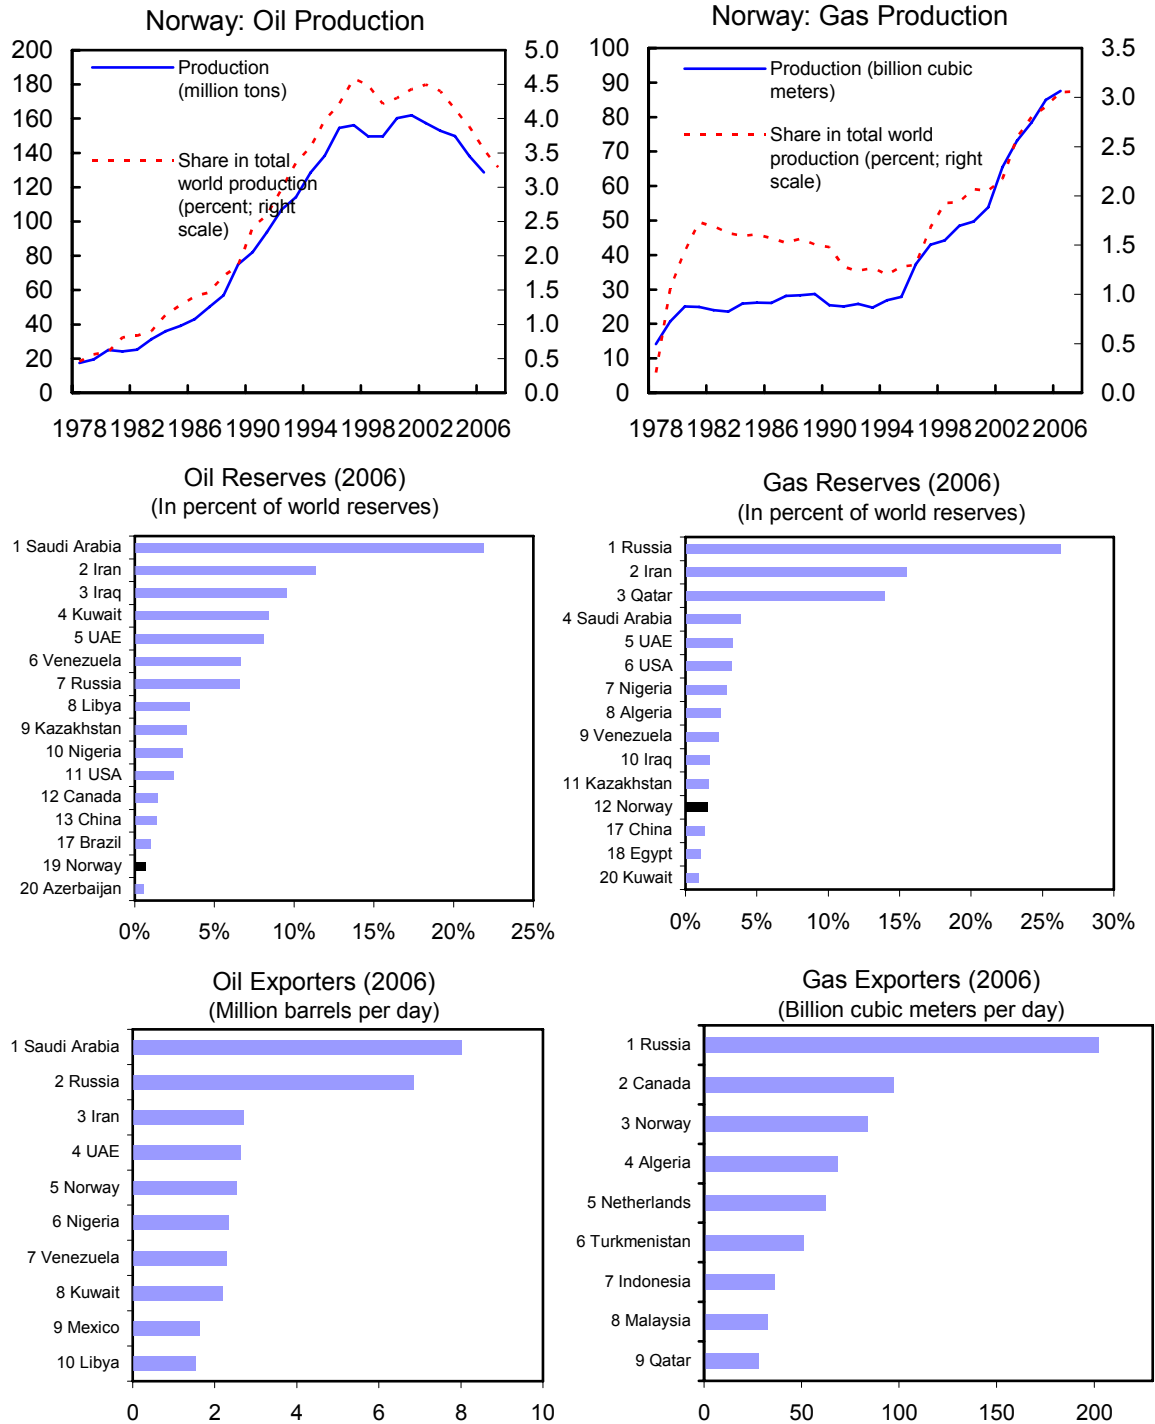 Norway: Oil Production
200
180
160
140
120
100
80
60
40
20
0
5.0
4.5
4.0
3.5
3.0
2.5
2.0
1.5
1.0
0.5
0.0
Production
(million tons)
Share in total
world production
(percent; right
scale)
1978 1982 1986 1990 1994 1998 2002 2006
Norway: Gas Production
100
90
80
70
60
50
40
30
20
10
0
3.5
3.0
2.5
2.0
1.5
1.0
0.5
0.0
Production (billion cubic
meters)
Share in total world
production (percent; right
scale)
1978 1982 1986 1990 1994 1998 2002 2006
Oil Reserves (2006)
(In percent of world reserves)
1 Saudi Arabia
2 Iran
3 Iraq
4 Kuwait
5 UAE
6 Venezuela
7 Russia
8 Libya
9 Kazakhstan
10 Nigeria
11 USA
12 Canada
13 China
17 Brazil
19 Norway
20 Azerbaijan
0% 5% 10% 15% 20% 25%
Gas Reserves (2006)
(In percent of world reserves)
1 Russia
2 Iran
3 Qatar
4 Saudi Arabia
5 UAE
6 USA
7 Nigeria
8 Algeria
9 Venezuela
10 Iraq
11 Kazakhstan
12 Norway
17 China
18 Egypt
20 Kuwait
0% 5% 10% 15% 20% 25% 30%
Oil Exporters (2006)
(Million barrels per day)
1 Saudi Arabia
2 Russia
3 Iran
4 UAE
5 Norway
6 Nigeria
7 Venezuela
8 Kuwait
9 Mexico
10 Libya
0 2 4 6 8 10
Gas Exporters (2006)
(Billion cubic meters per day)
1 Russia
2 Canada
3 Norway
4 Algeria
5 Netherlands
6 Turkmenistan
7 Indonesia
8 Malaysia
9 Qatar
0 50 100 150 200